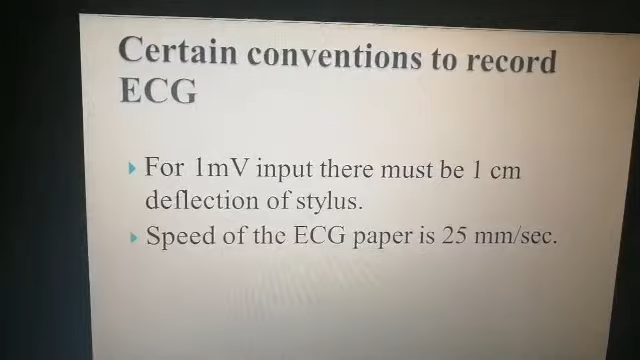 Certain conventions to record
ECG
For 1mV input there must be 1 cm
deflection of stylus.
Speed of the ECG paper is 25 mm/sec.